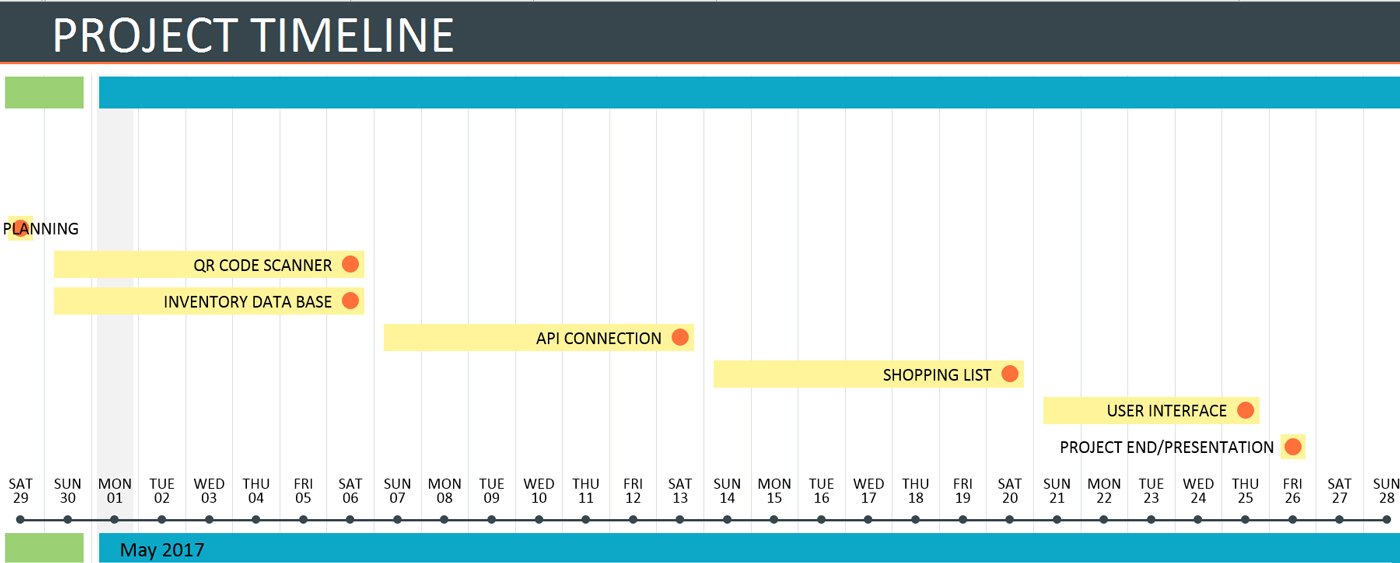 PROJECT TIMELINE
PLANNING
QR CODE SCANNER
INVENTORY DATA BASE
API CONNECTION
SHOPPING LIST
USER INTERFACE
PROJECT END/PRESENTATION
SAT SUN MON TUE WED THU FRI SAT SUN MON TUE WED THU FRI SAT SUN MON TUE WED THU FRI SAT SUN MON TUE WED THU FRI SAT SUN
29 30 01 02 03 04 05 06 07 08 09 10 11 12 13 14 15 16 17 18 19 20 21 22 23 24 25 26 27 28
May 2017